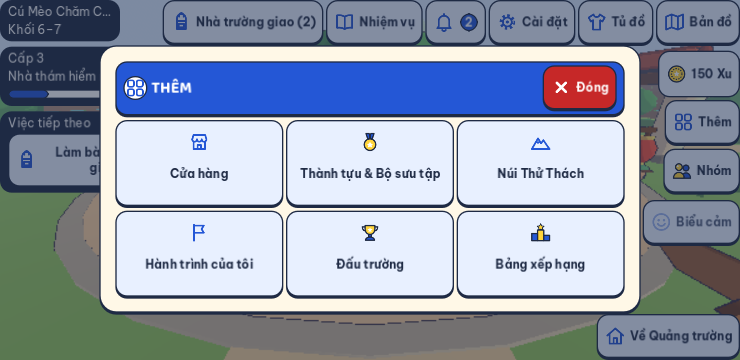 Cú Mèo Chăm C...
Khối 6-7
Nhà trường giao (2)
Nhiệm vụ
2
Cài đặt
Tủ đồ
Bản đồ
Cấp 3
Nhà thám hiểm
150 Xu
Việc tiếp theo
Làm bà
Thêm
Nhóm
Biểu cảm
Về Quảng trường
THÊM
Đóng
Cửa hàng
Thành tựu & Bộ sưu tập
Núi Thử Thách
Hành trình của tôi
Đấu trường
Bảng xếp hạng